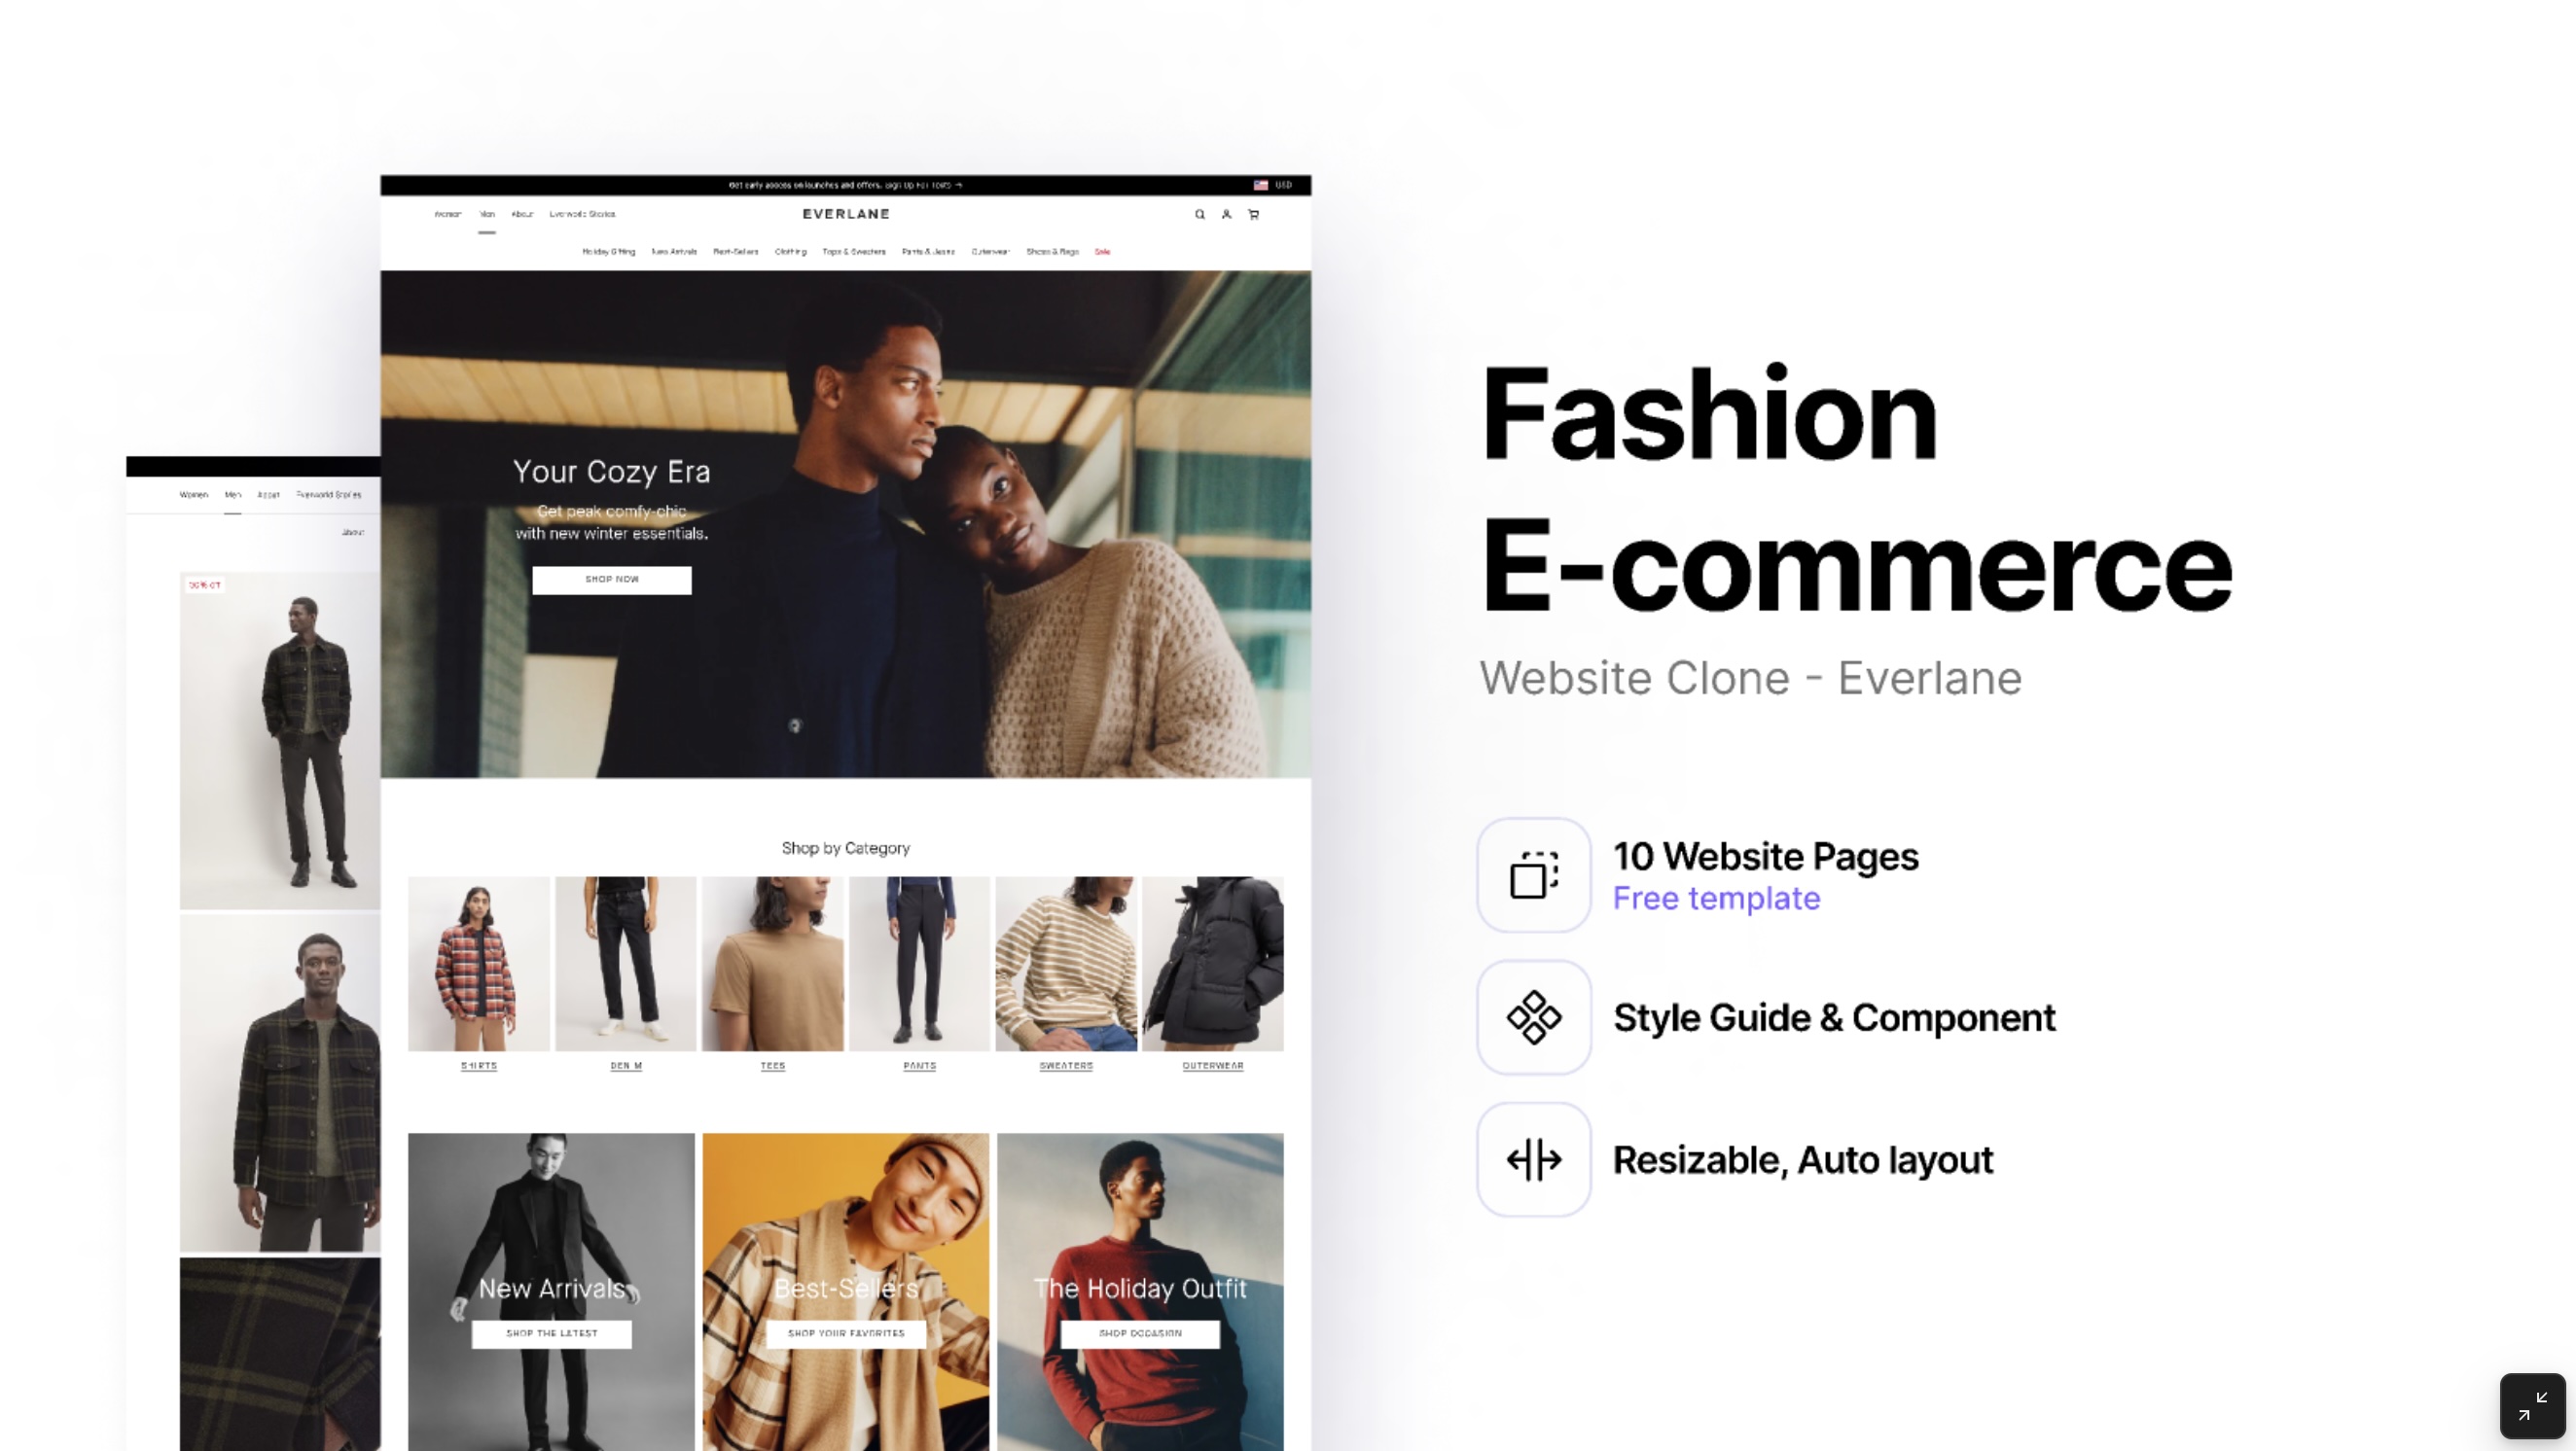 Get early access on launches and offers. Sign Up For Texts →
USD
Women Men About Everworld Stories
EVERLANE
Holiday Gifting New Arrivals Best-Sellers Clothing Tops & Sweaters Pants & Jeans Outerwear Shoes & Bags Sale
Your Cozy Era
Get peak comfy-chic
with new winter essentials.
SHOP NOW
Women Men About Everworld Stories
About
Shop by Category
SHIRTS
DENIM
TEES
PANTS
SWEATERS
OUTERWEAR
New Arrivals
SHOP THE LATEST
Best-Sellers
SHOP YOUR FAVORITES
The Holiday Outfit
SHOP OCCASION
Fashion
E-commerce
Website Clone - Everlane
10 Website Pages
Free template
Style Guide & Component
Resizable, Auto layout